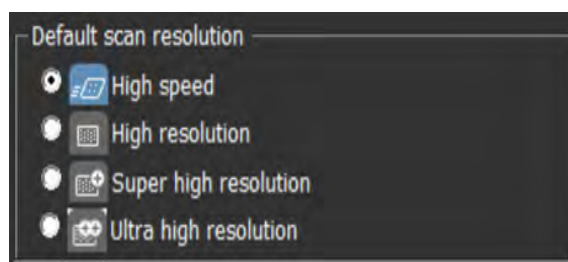 Default scan resolution
High speed
High resolution
Super high resolution
Ultra high resolution